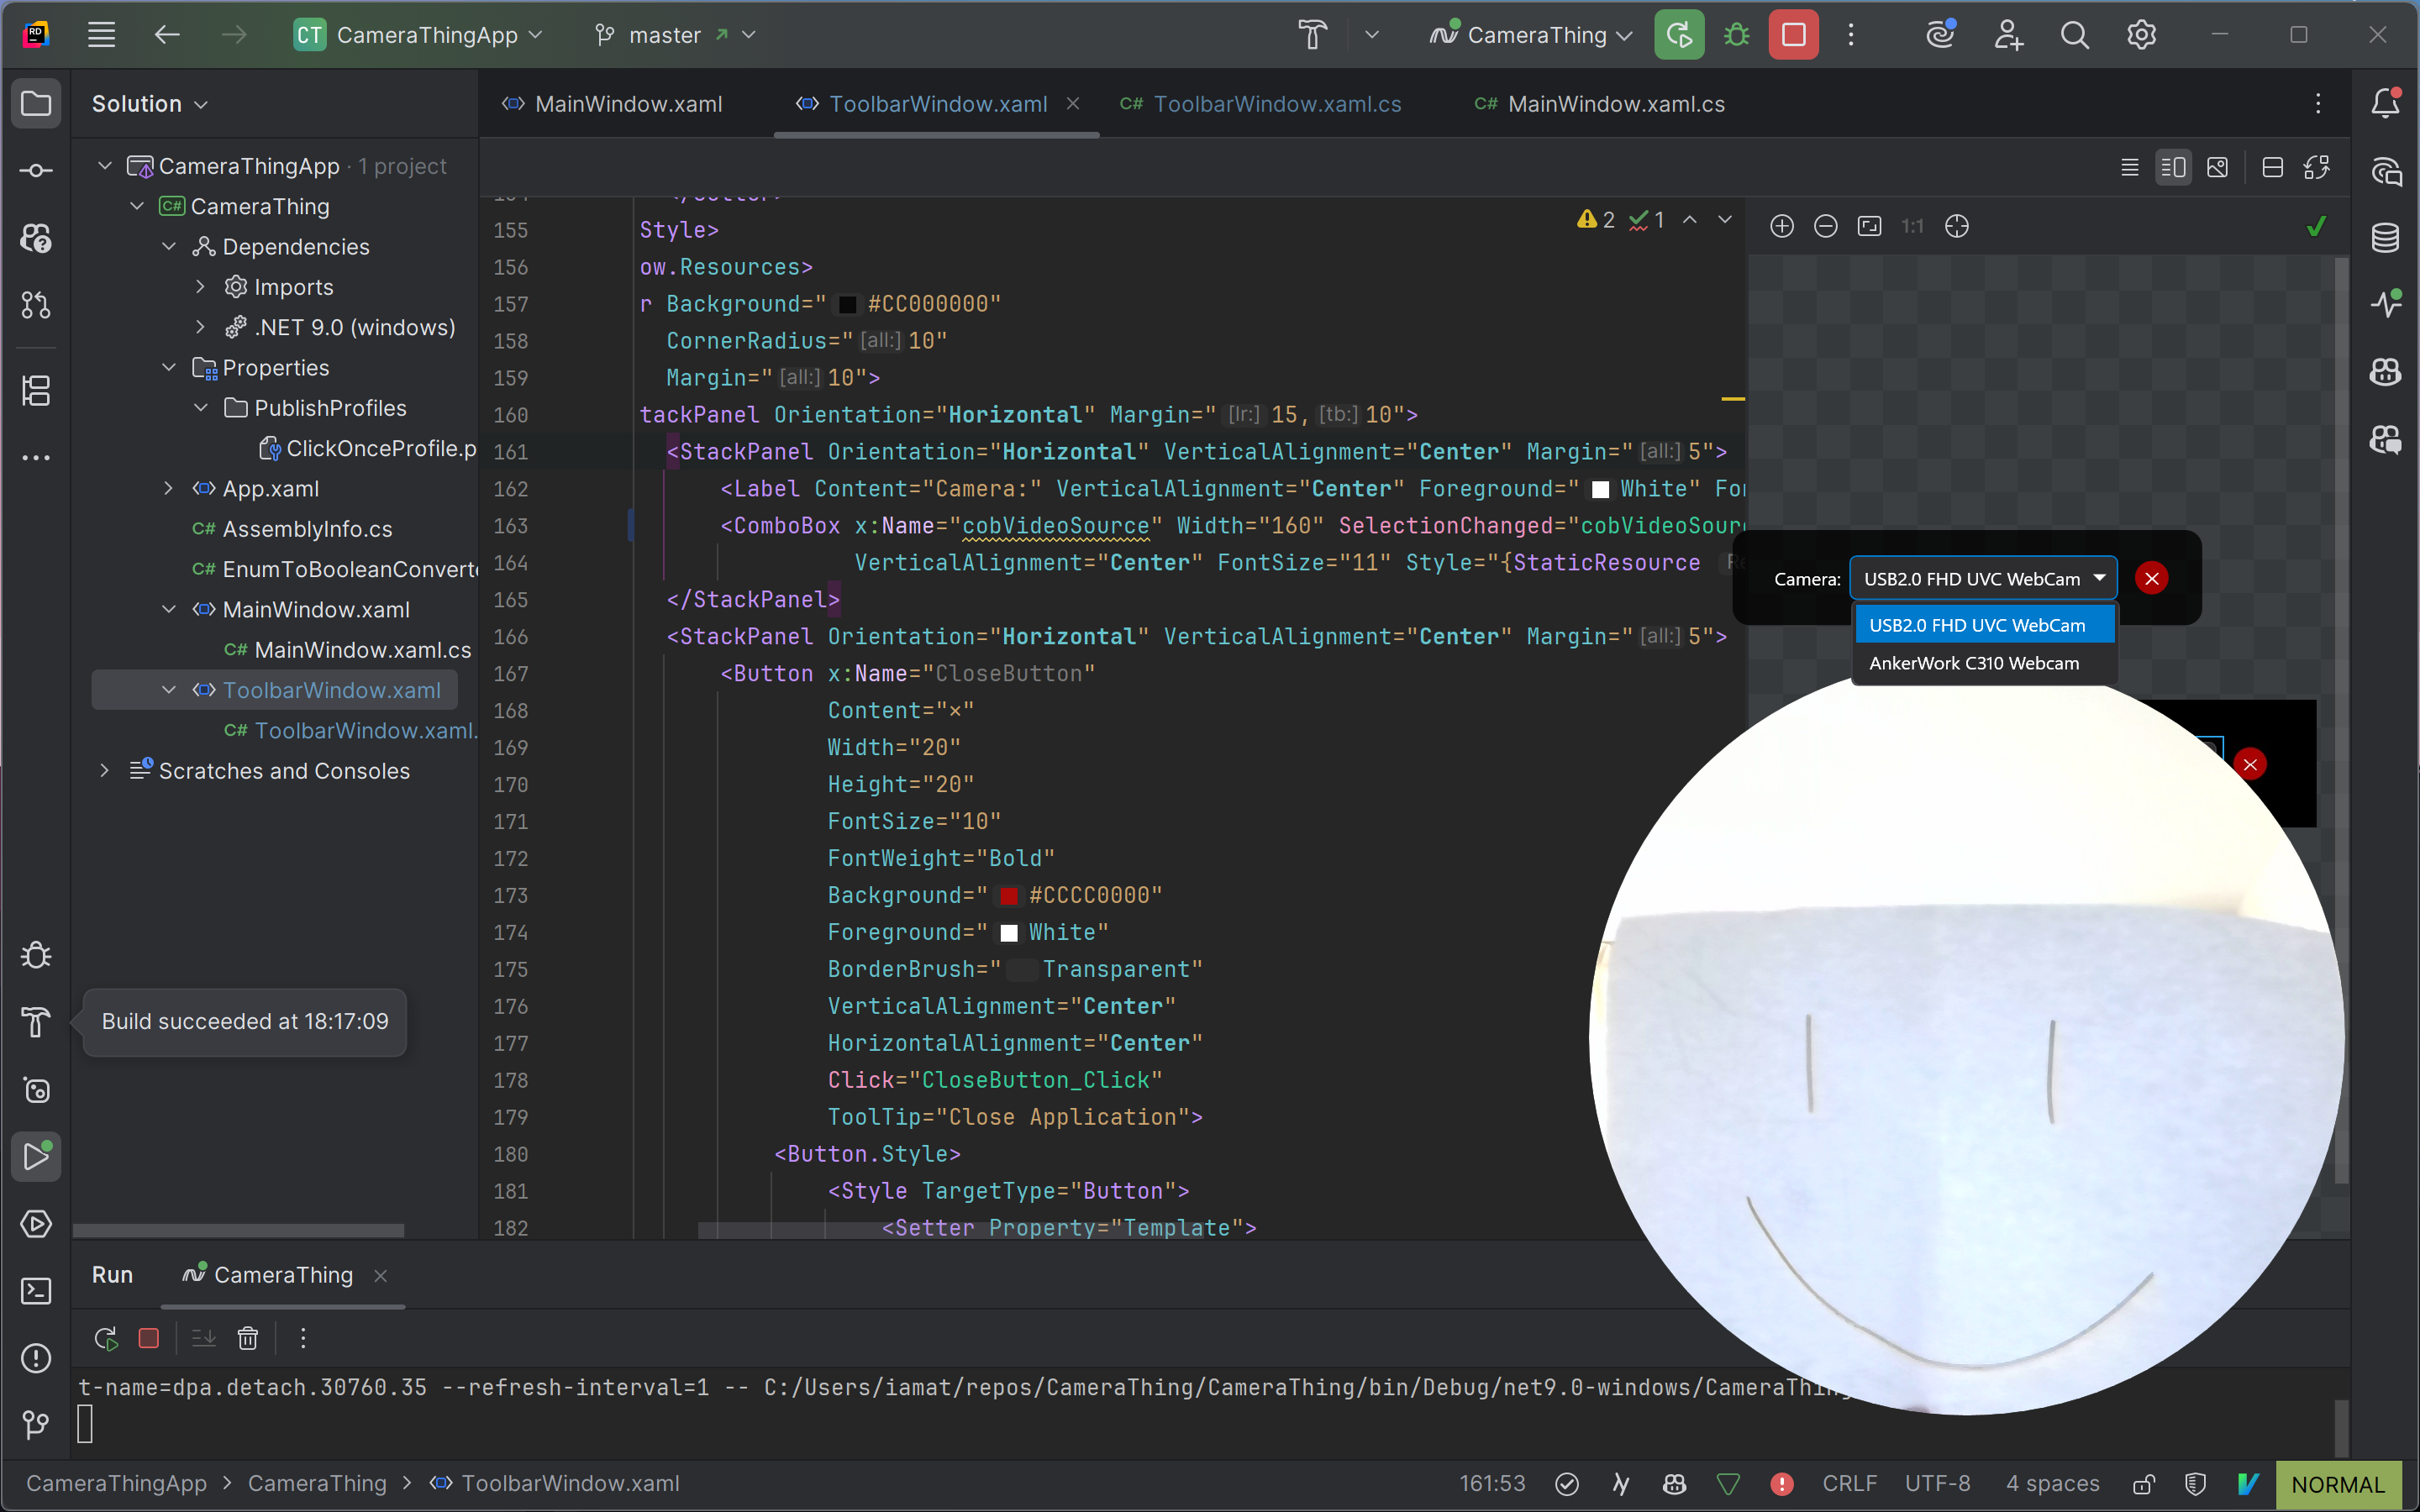 RD
CT CameraThingApp
master
CameraThing
Solution
MainWindow.xaml
ToolbarWindow.xaml
C# ToolbarWindow.xaml.cs
C# MainWindow.xaml.cs
CameraThingApp · 1 project
C# CameraThing
Dependencies
Imports
.NET 9.0 (windows)
Properties
PublishProfiles
ClickOnceProfile.p
App.xaml
C# AssemblyInfo.cs
C# EnumToBooleanConverte
MainWindow.xaml
C# MainWindow.xaml.cs
ToolbarWindow.xaml
C# ToolbarWindow.xaml.
Scratches and Consoles
2 1
1:1
155 Style>
156 ow.Resources>
157 r Background="#CC000000"
158 CornerRadius="[all:]10"
159 Margin="[all:]10">
160 tackPanel Orientation="Horizontal" Margin="[lr:]15,[tb:]10">
161 <StackPanel Orientation="Horizontal" VerticalAlignment="Center" Margin="[all:]5">
162 <Label Content="Camera:" VerticalAlignment="Center" Foreground="White" Fo
163 <ComboBox x:Name="cobVideoSource" Width="160" SelectionChanged="cobVideoSour
164 VerticalAlignment="Center" FontSize="11" Style="{StaticResource
165 </StackPanel>
166 <StackPanel Orientation="Horizontal" VerticalAlignment="Center" Margin="[all:]5">
167 <Button x:Name="CloseButton"
168 Content="×"
169 Width="20"
170 Height="20"
171 FontSize="10"
172 FontWeight="Bold"
173 Background="#CCCC0000"
174 Foreground="White"
175 BorderBrush="Transparent"
176 VerticalAlignment="Center"
177 HorizontalAlignment="Center"
178 Click="CloseButton_Click"
179 ToolTip="Close Application">
180 <Button.Style>
181 <Style TargetType="Button">
182 <Setter Property="Template">
Camera: USB2.0 FHD UVC WebCam
USB2.0 FHD UVC WebCam
AnkerWork C310 Webcam
Build succeeded at 18:17:09
Run
CameraThing
t-name=dpa.detach.30760.35 --refresh-interval=1 -- C:/Users/iamat/repos/CameraThing/CameraThing/bin/Debug/net9.0-windows/CameraThing
CameraThingApp > CameraThing > ToolbarWindow.xaml
161:53
CRLF
UTF-8
4 spaces
NORMAL